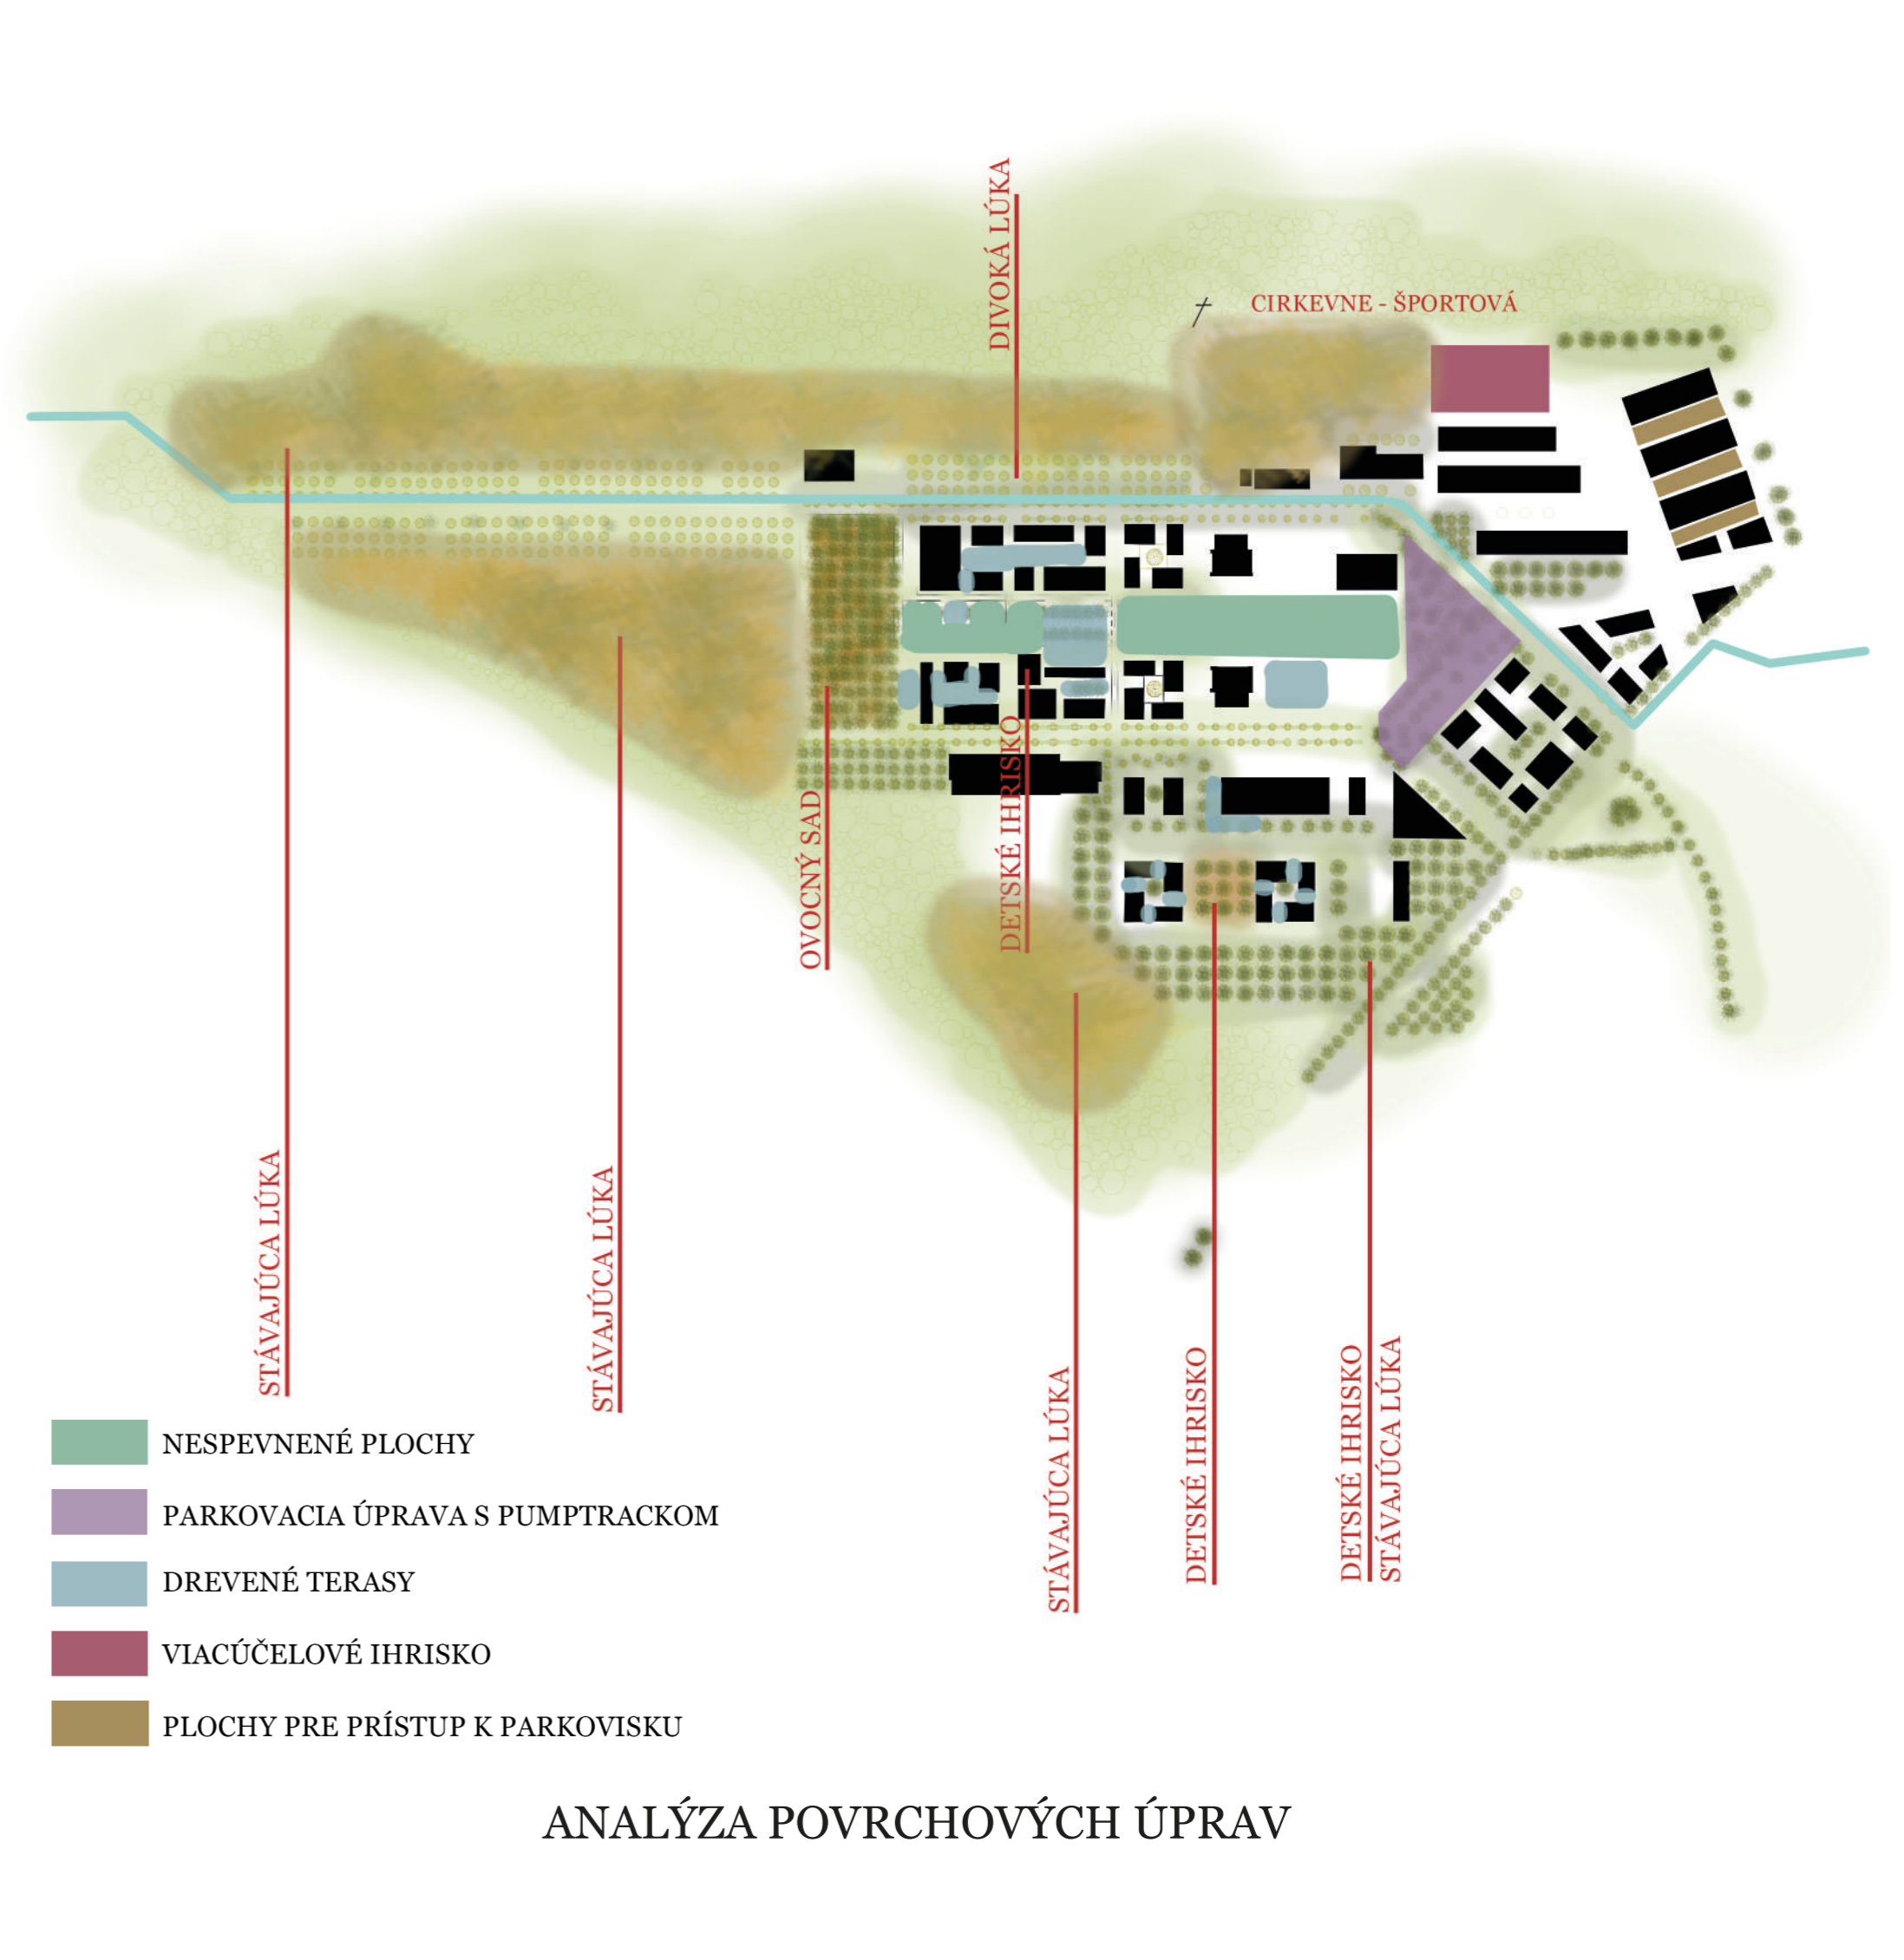 DIVOKÁ LÚKA
CIRKEVNE - ŠPORTOVÁ
OVOCNÝ SAD
DETSKÉ IHRISKO
STÁVAJÚCA LÚKA
STÁVAJÚCA LÚKA
STÁVAJÚCA LÚKA
DETSKÉ IHRISKO
DETSKÉ IHRISKO
STÁVAJÚCA LÚKA
NESPEVNENÉ PLOCHY
PARKOVACIA ÚPRAVA S PUMPTRACKOM
DREVENÉ TERASY
VIACÚČELOVÉ IHRISKO
PLOCHY PRE PRÍSTUP K PARKOVISKU
ANALÝZA POVRCHOVÝCH ÚPRAV